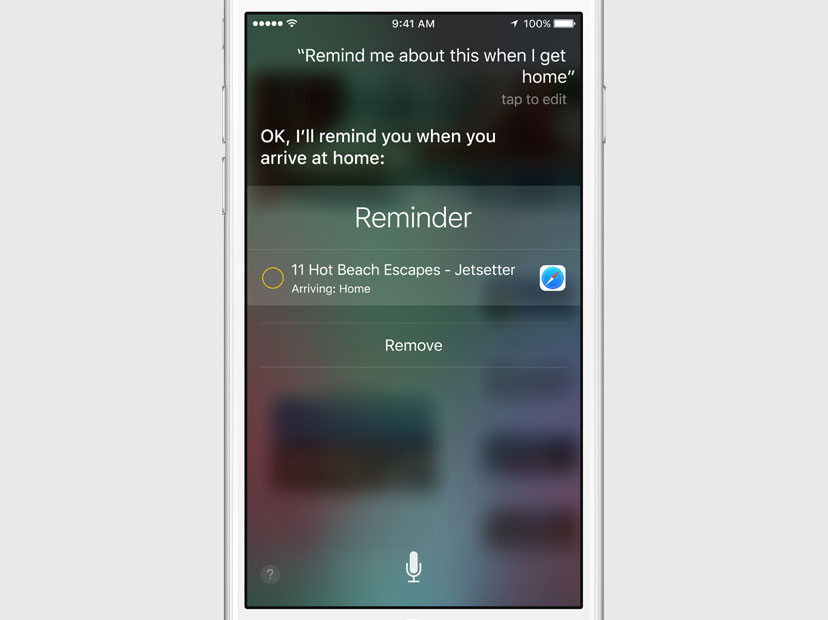 9:41 AM 100%
“Remind me about this when I get
home”
tap to edit
OK, I’ll remind you when you
arrive at home:
Reminder
11 Hot Beach Escapes - Jetsetter
Arriving: Home
Remove
?